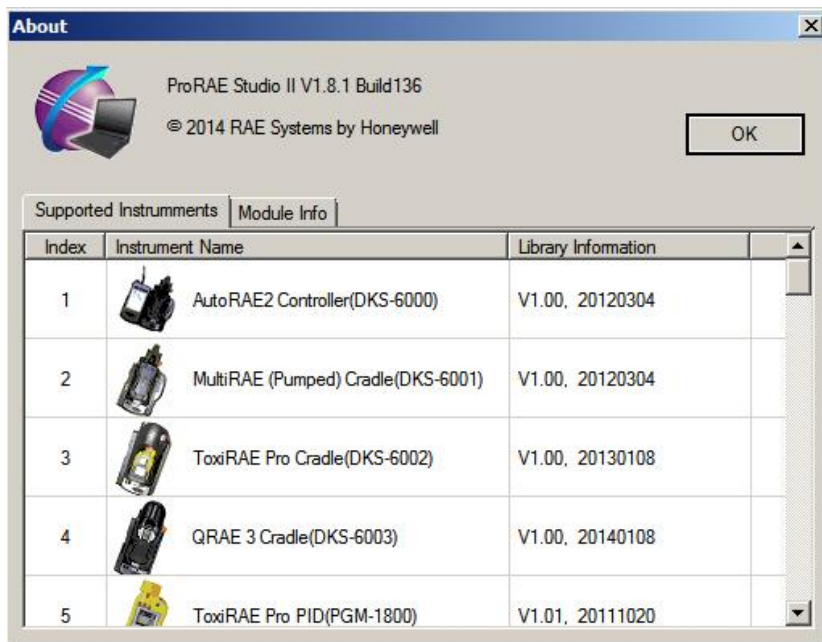 About
ProRAE Studio II V1.8.1 Build136
© 2014 RAE Systems by Honeywell
OK
Supported Instrumments Module Info
Index Instrument Name Library Information
1 AutoRAE2 Controller(DKS-6000) V1.00, 20120304
2 MultiRAE (Pumped) Cradle(DKS-6001) V1.00, 20120304
3 ToxiRAE Pro Cradle(DKS-6002) V1.00, 20130108
4 QRAE 3 Cradle(DKS-6003) V1.00, 20140108
5 ToxiRAE Pro PID(PGM-1800) V1.01, 20111020